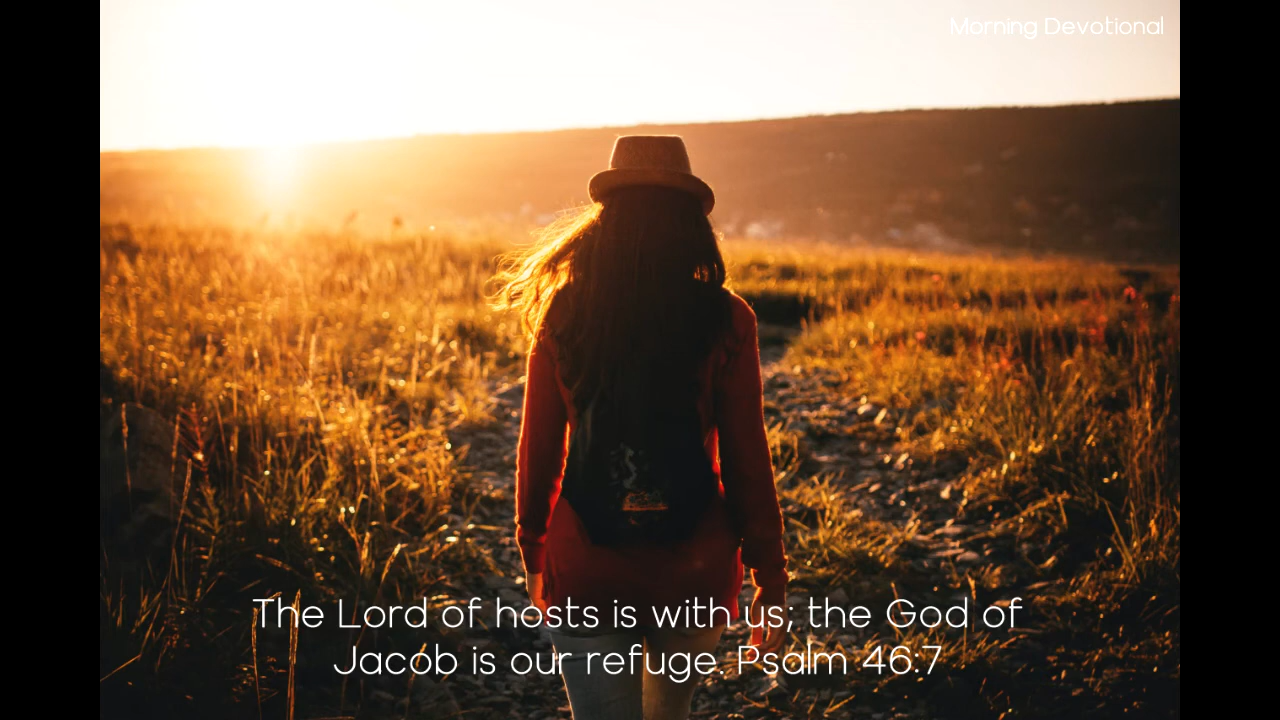 Morning Devotional
The Lord of hosts is with us; the God of
Jacob is our refuge. Psalm 46:7